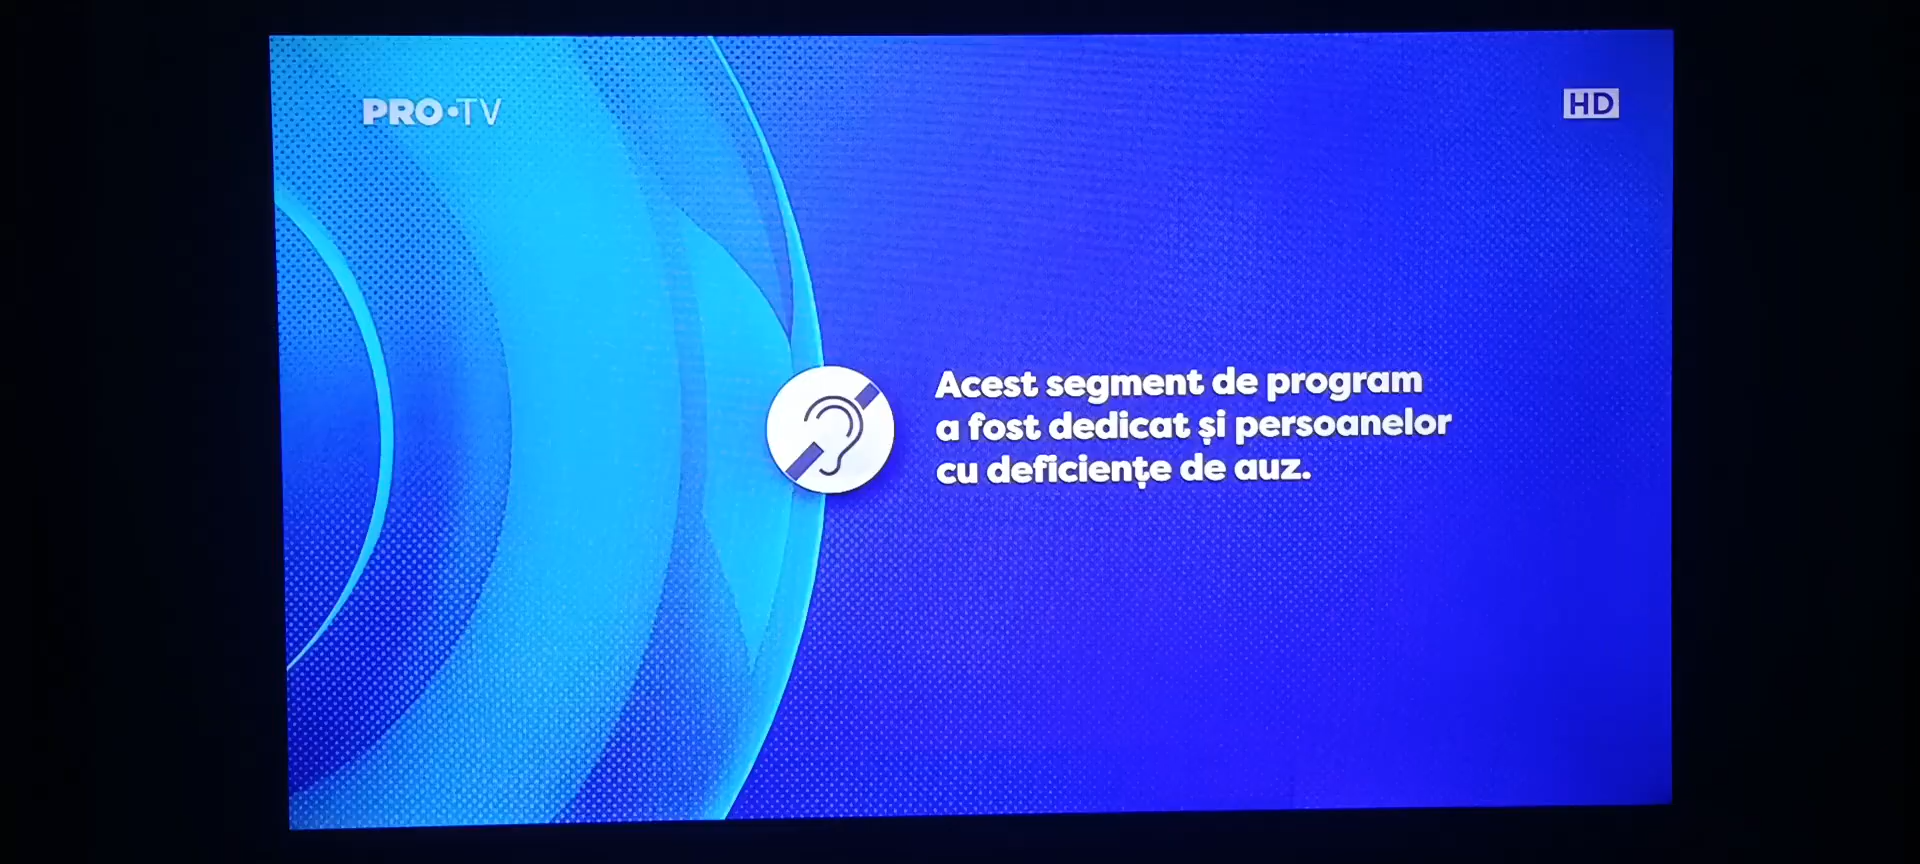 PRO•TV
HD
Acest segment de program
a fost dedicat și persoanelor
cu deficiențe de auz.